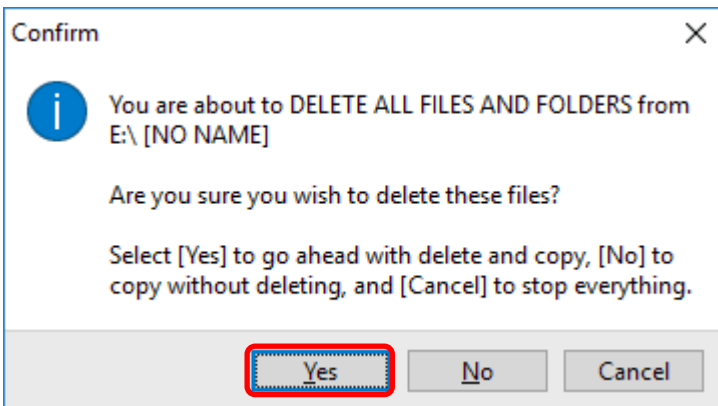 Confirm
You are about to DELETE ALL FILES AND FOLDERS from
E:\ [NO NAME]
Are you sure you wish to delete these files?
Select [Yes] to go ahead with delete and copy, [No] to
copy without deleting, and [Cancel] to stop everything.
Yes No Cancel